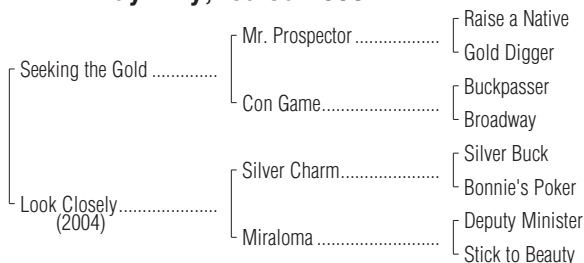 Raise a Native
Mr. Prospector ...................
Gold Digger
Seeking the Gold ..............
Buckpasser
Con Game..........................
Broadway
Silver Buck
Silver Charm......................
Bonnie's Poker
Look Closely.....................
(2004)
Deputy Minister
Miraloma ...........................
Stick to Beauty